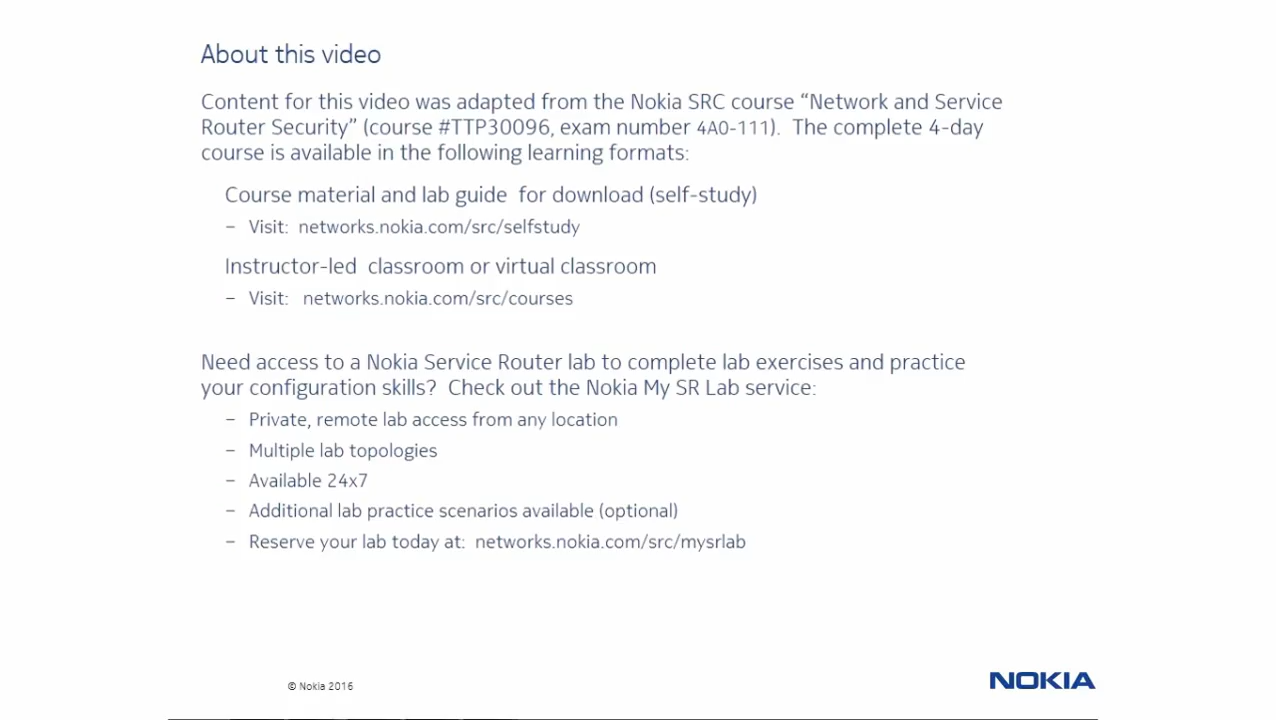 About this video
Content for this video was adapted from the Nokia SRC course “Network and Service
Router Security” (course #TTP30096, exam number 4A0-111). The complete 4-day
course is available in the following learning formats:
Course material and lab guide for download (self-study)
– Visit: networks.nokia.com/src/selfstudy
Instructor-led classroom or virtual classroom
– Visit: networks.nokia.com/src/courses
Need access to a Nokia Service Router lab to complete lab exercises and practice
your configuration skills? Check out the Nokia My SR Lab service:
– Private, remote lab access from any location
– Multiple lab topologies
– Available 24x7
– Additional lab practice scenarios available (optional)
– Reserve your lab today at: networks.nokia.com/src/mysrlab
© Nokia 2016
NOKIA